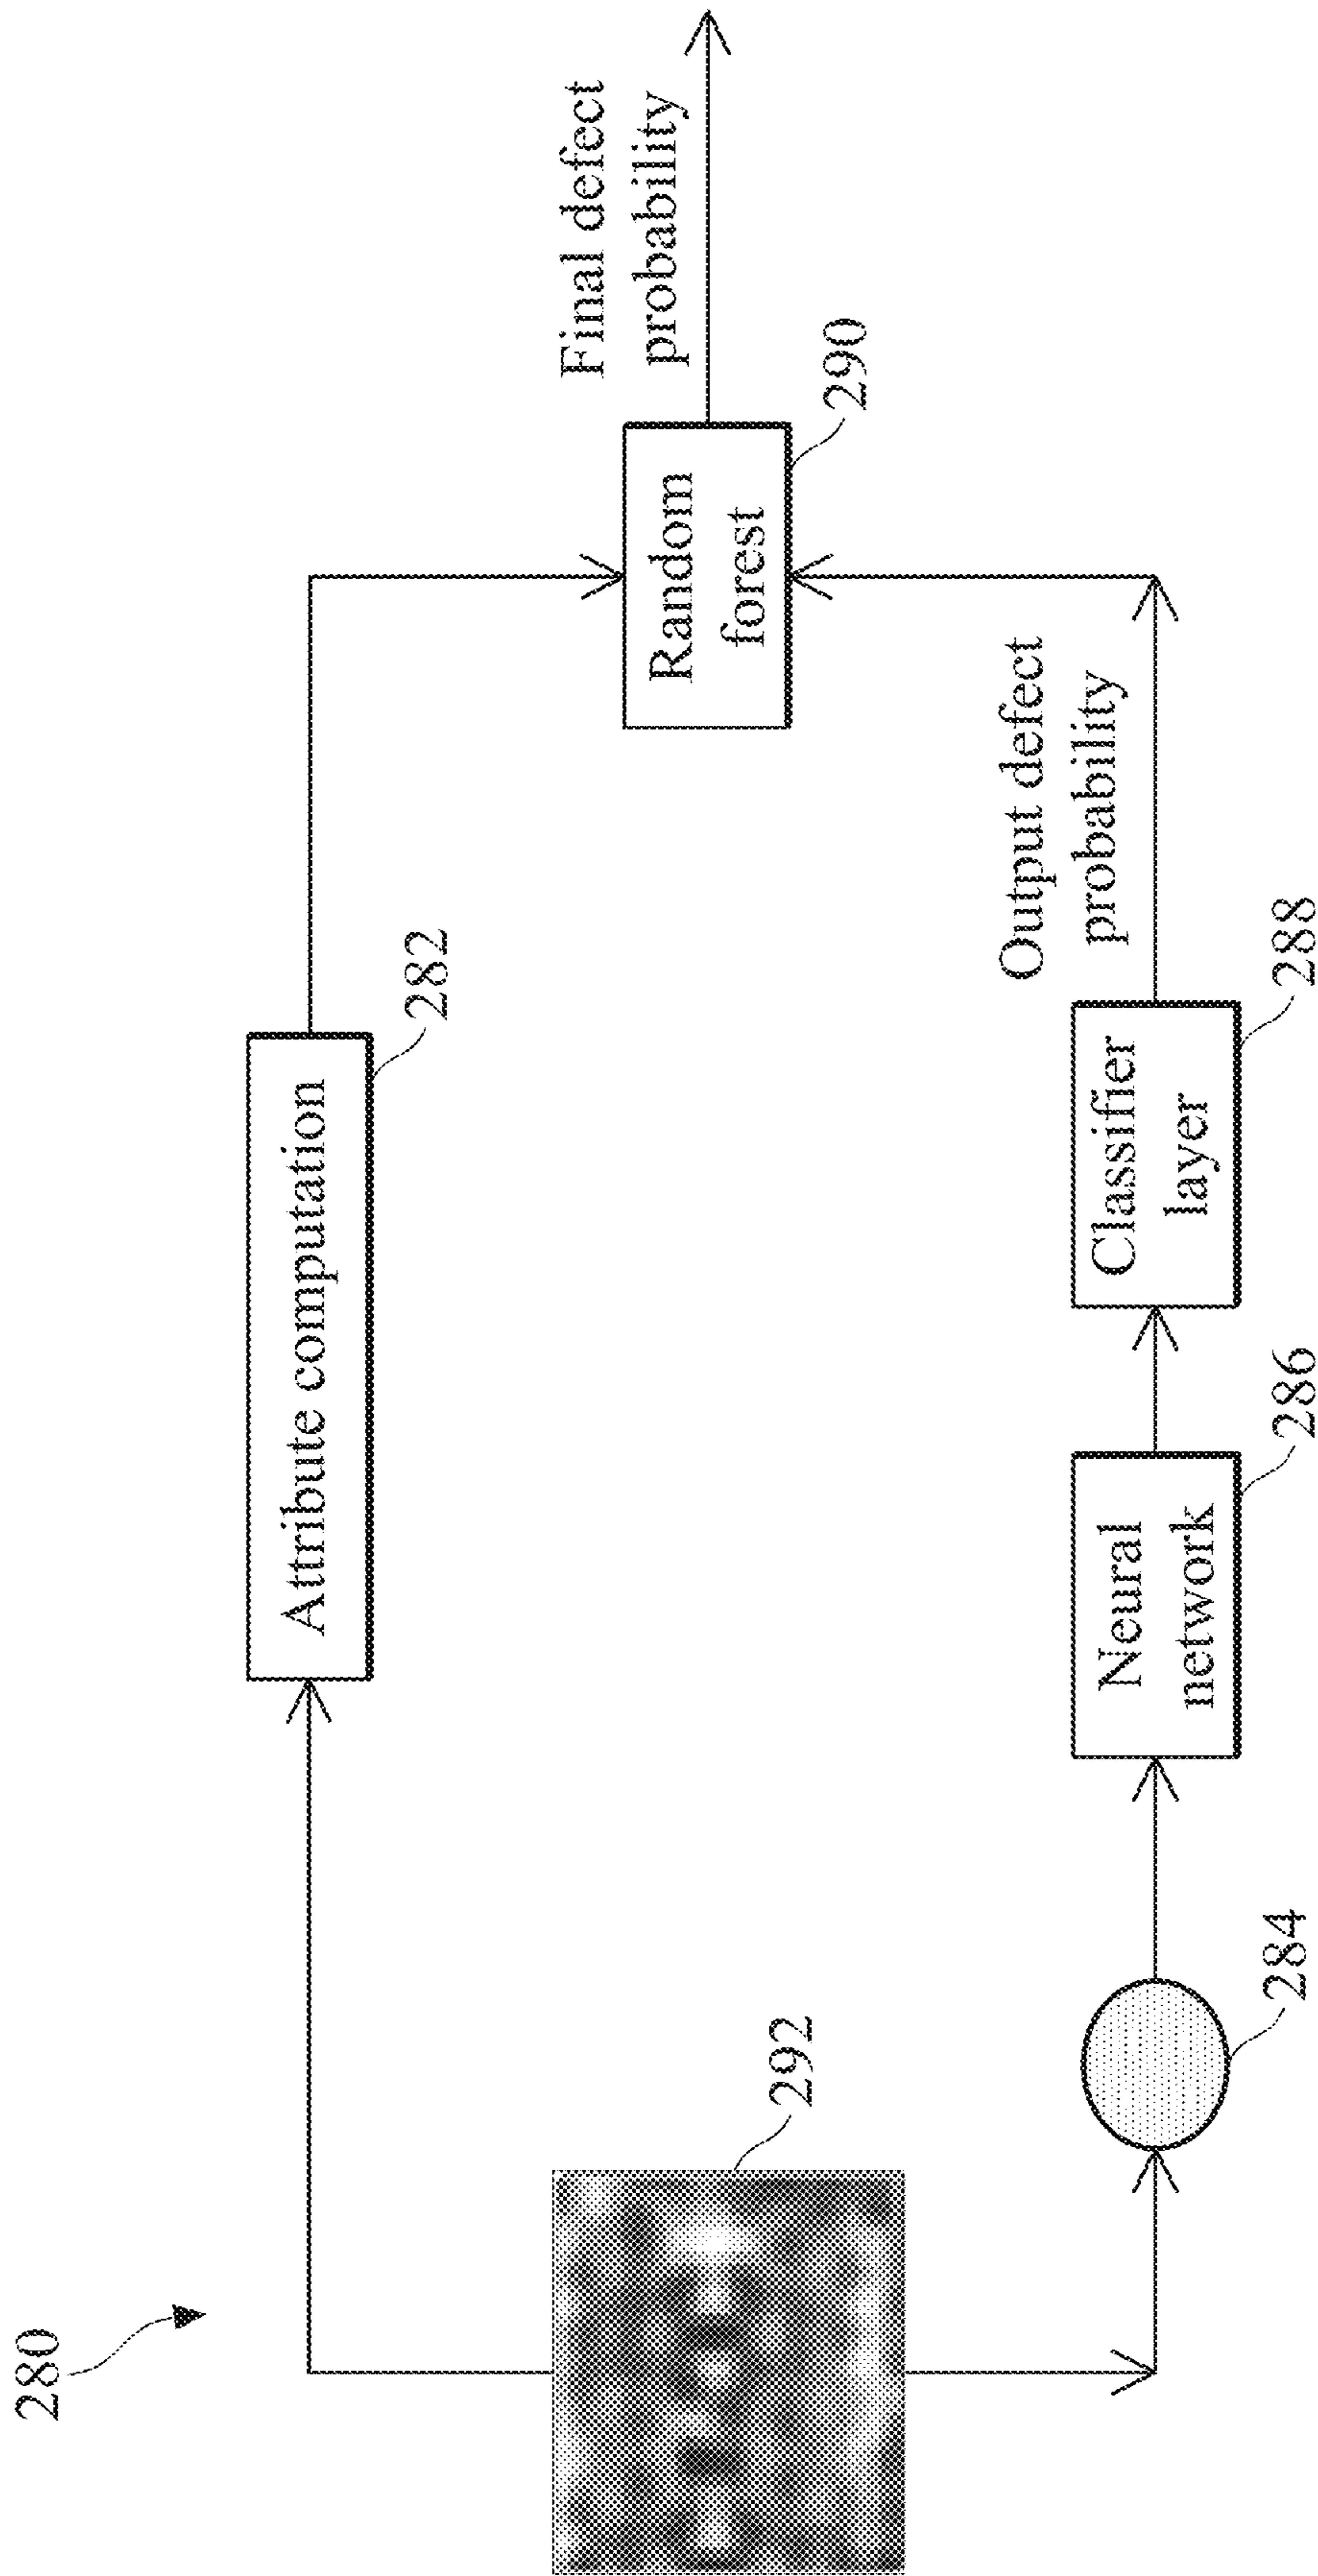 280
Attribute computation
282
292
Final defect
probability
Random
forest
290
Output defect
probability
284
Neural
network
286
Classifier
layer
288